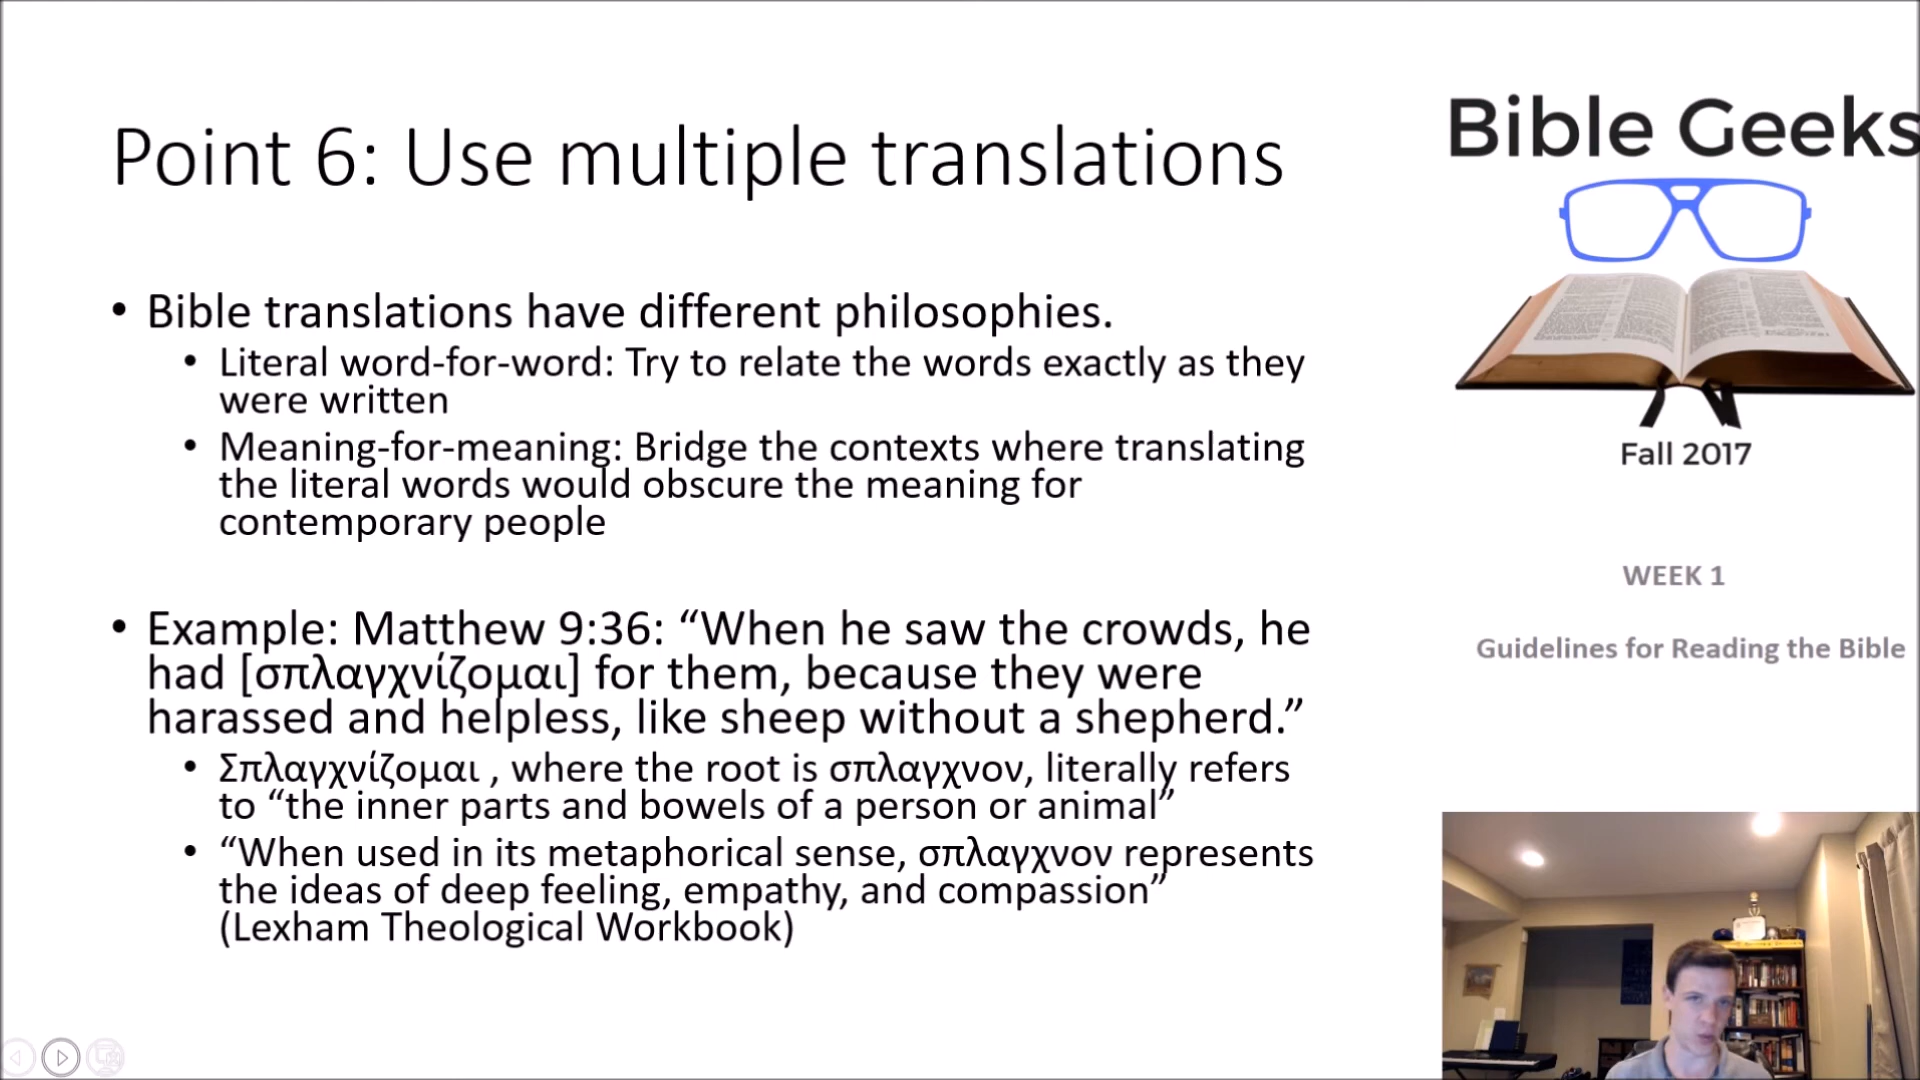 Point 6: Use multiple translations
• Bible translations have different philosophies.
• Literal word-for-word: Try to relate the words exactly as they
were written
• Meaning-for-meaning: Bridge the contexts where translating
the literal words would obscure the meaning for
contemporary people
• Example: Matthew 9:36: “When he saw the crowds, he
had [σπλαγχνίζομαι] for them, because they were
harassed and helpless, like sheep without a shepherd.”
• Σπλαγχνίζομαι , where the root is σπλαγχνον, literally refers
to “the inner parts and bowels of a person or animal”
• “When used in its metaphorical sense, σπλαγχνον represents
the ideas of deep feeling, empathy, and compassion”
(Lexham Theological Workbook)
Bible Geeks
Fall 2017
WEEK 1
Guidelines for Reading the Bible